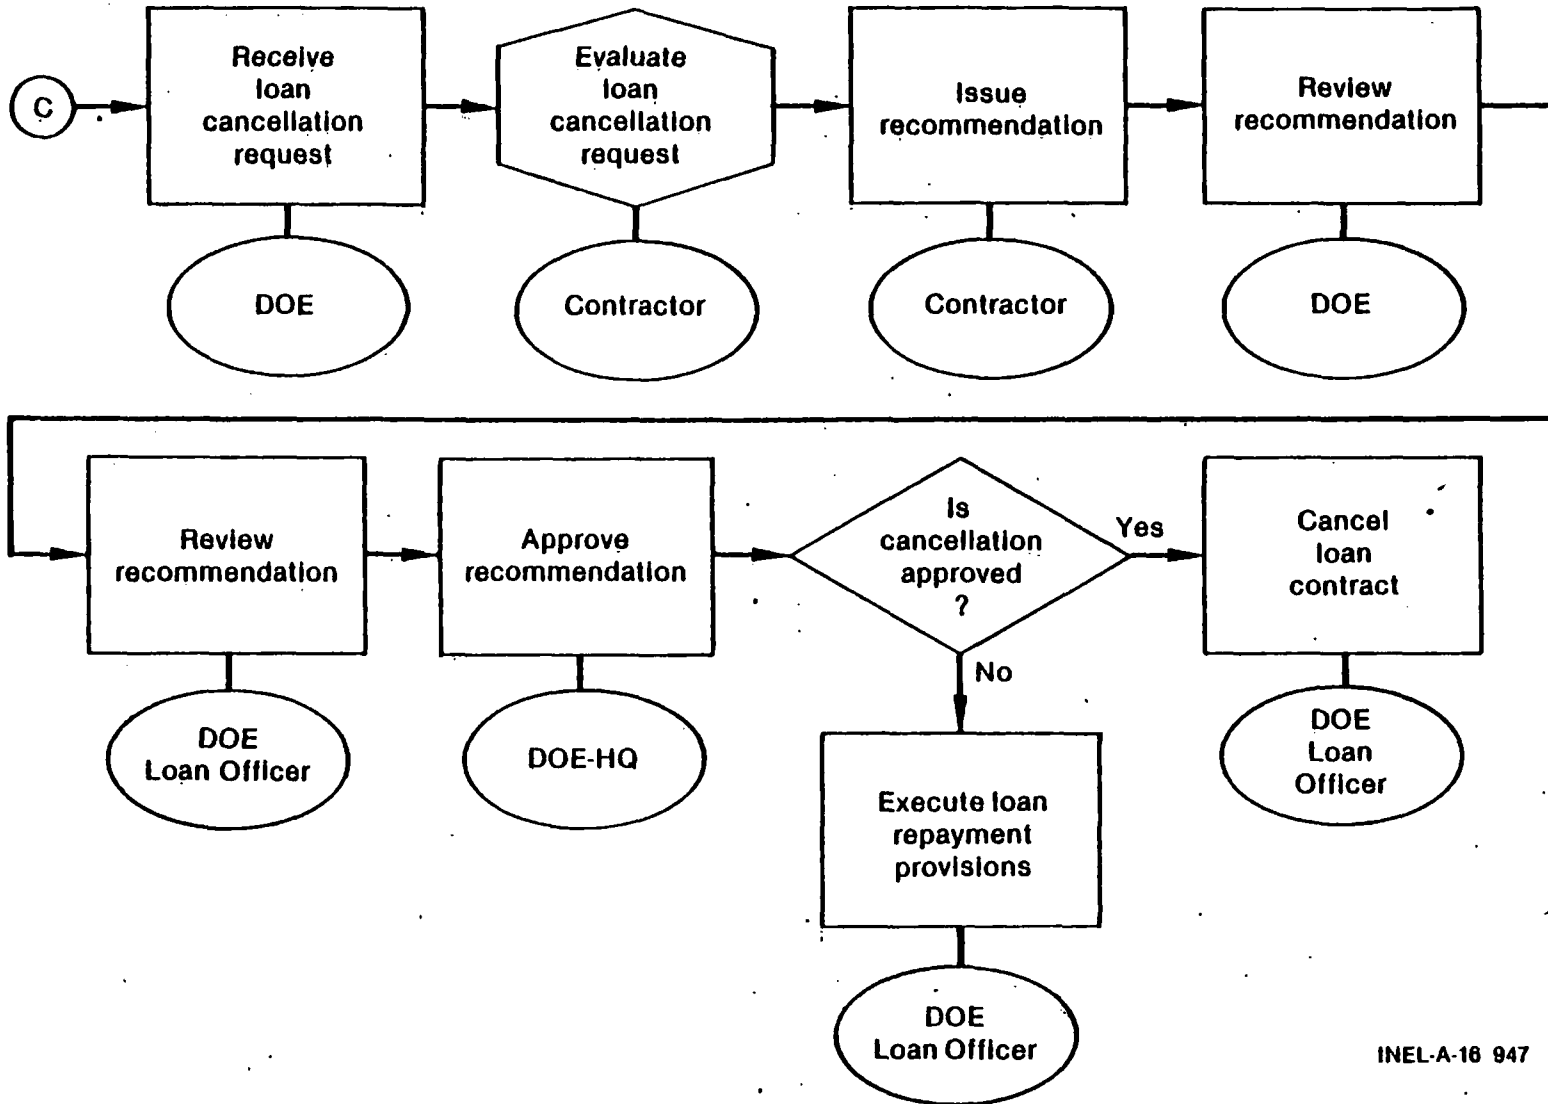 C
Receive
loan
cancellation
request
Evaluate
loan
cancellation
request
Issue
recommendation
Review
recommendation
DOE
Contractor
Contractor
DOE
Review
recommendation
Approve
recommendation
Is
cancellation
approved
?
Yes
Cancel
loan
contract
No
DOE
Loan Officer
DOE-HQ
Execute loan
repayment
provisions
DOE
Loan
Officer
DOE
Loan Officer
INEL-A-16 947